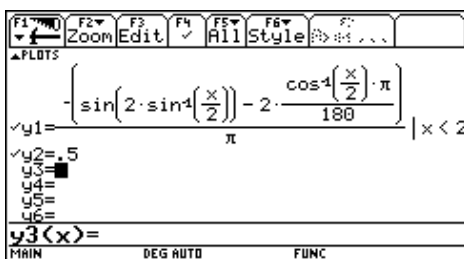 F1 F2 F3 F4 F5 F6 F7
Zoom Edit ✓ All Style
▲PLOTS
✓y1=-(sin(2·sin⁻¹(x/2))-2·cos⁻¹(x/2)·π/180)/π | x < 2
✓y2=.5
y3=
y4=
y5=
y6=
y3(x)=
MAIN DEG AUTO FUNC